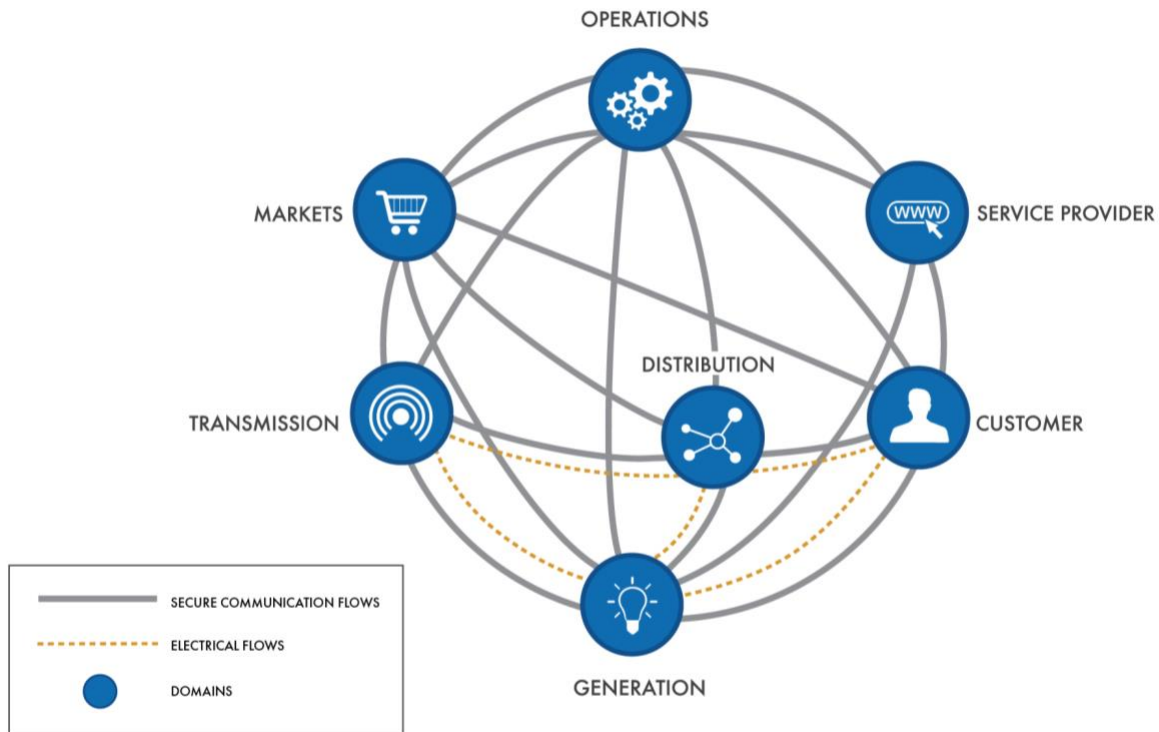 OPERATIONS
MARKETS
WWW
SERVICE PROVIDER
DISTRIBUTION
TRANSMISSION
CUSTOMER
SECURE COMMUNICATION FLOWS
ELECTRICAL FLOWS
DOMAINS
GENERATION